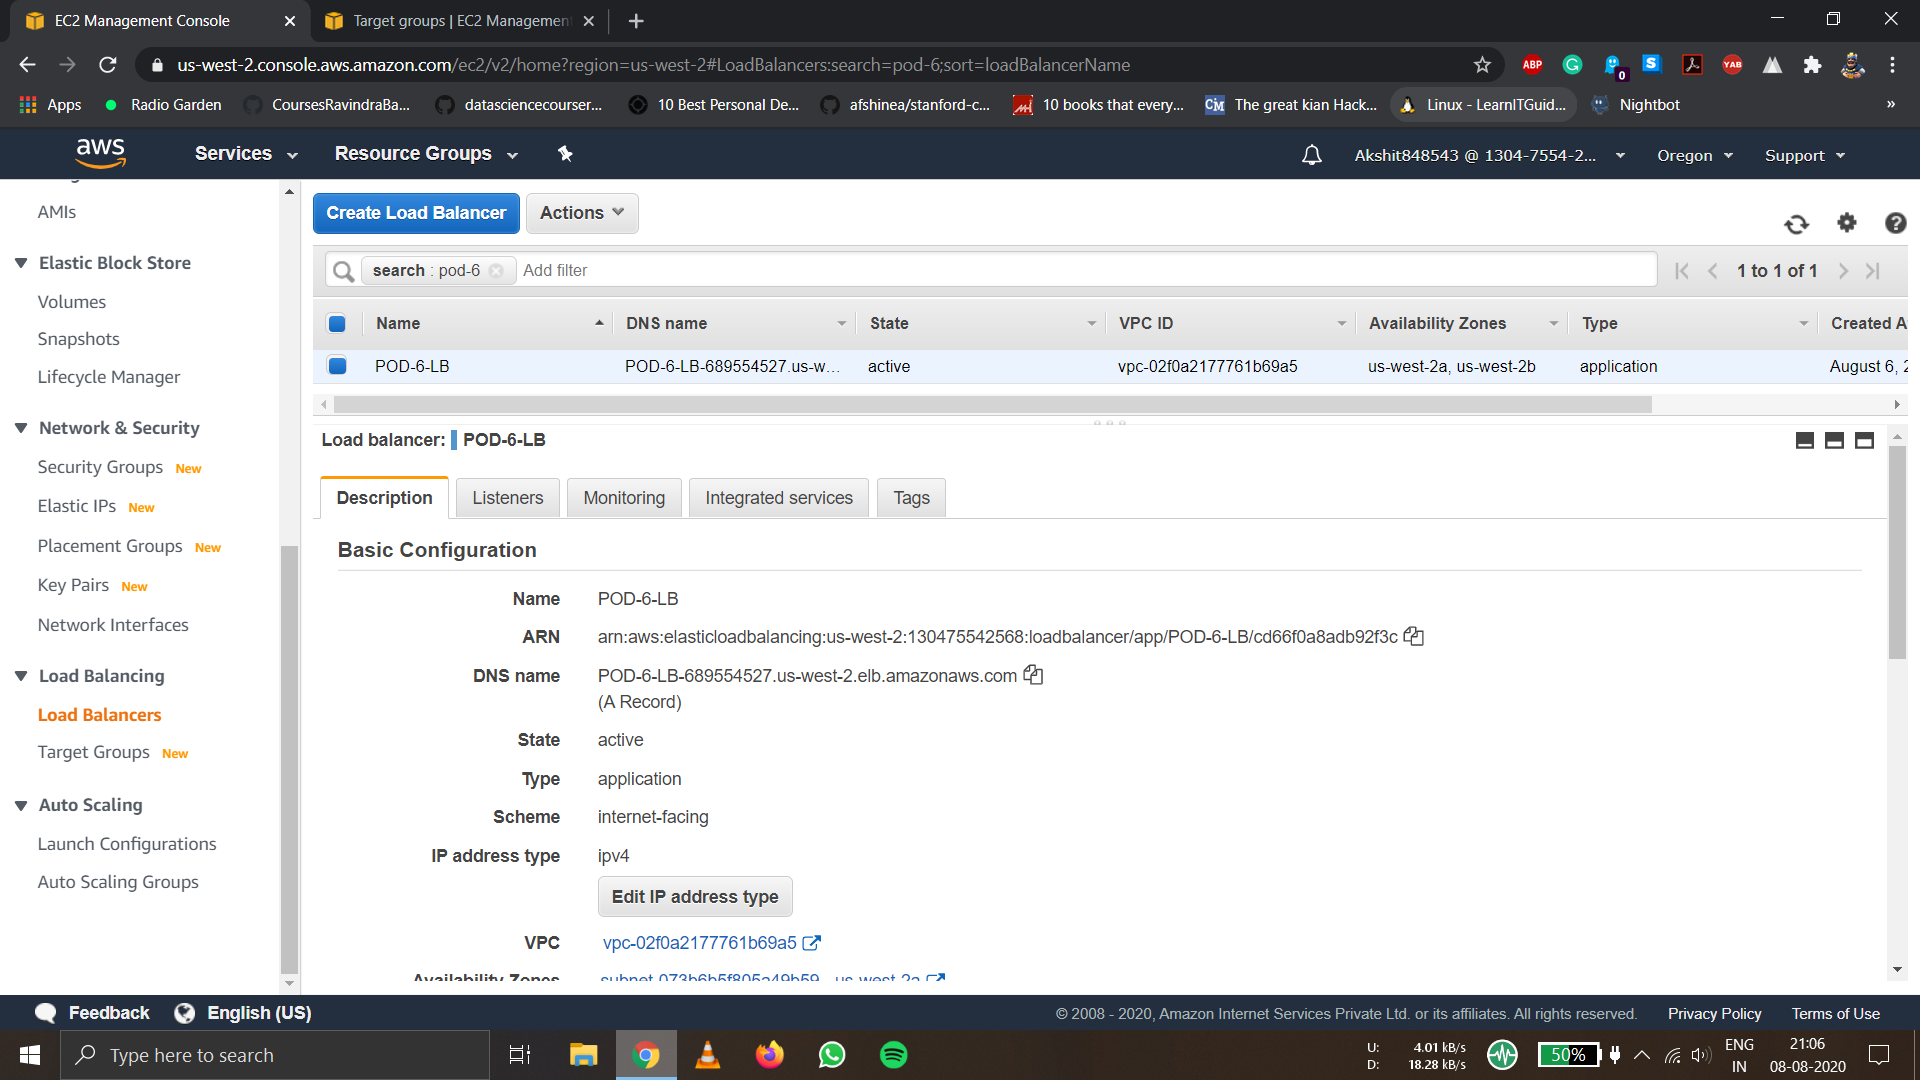 EC2 Management Console
Target groups | EC2 Management
us-west-2.console.aws.amazon.com/ec2/v2/home?region=us-west-2#LoadBalancers:search=pod-6;sort=loadBalancerName
ABP
0
S
YAB
Apps
Radio Garden
CoursesRavindraBa...
datasciencecourser...
10 Best Personal De...
afshinea/stanford-c...
10 books that every...
CM
The great kian Hack...
Linux - LearnITGuid...
Nightbot
»
aws
Services
Resource Groups
Akshit848543 @ 1304-7554-2...
Oregon
Support
AMIs
Elastic Block Store
Volumes
Snapshots
Lifecycle Manager
Network & Security
Security Groups New
Elastic IPs New
Placement Groups New
Key Pairs New
Network Interfaces
Load Balancing
Load Balancers
Target Groups New
Auto Scaling
Launch Configurations
Auto Scaling Groups
Create Load Balancer
Actions
search : pod-6
Add filter
1 to 1 of 1
Name DNS name State VPC ID Availability Zones Type Created A
POD-6-LB POD-6-LB-689554527.us-w... active vpc-02f0a2177761b69a5 us-west-2a, us-west-2b application August 6, 2
Load balancer: POD-6-LB
Description
Listeners
Monitoring
Integrated services
Tags
Basic Configuration
Name POD-6-LB
ARN arn:aws:elasticloadbalancing:us-west-2:130475542568:loadbalancer/app/POD-6-LB/cd66f0a8adb92f3c
DNS name POD-6-LB-689554527.us-west-2.elb.amazonaws.com
(A Record)
State active
Type application
Scheme internet-facing
IP address type ipv4
Edit IP address type
VPC vpc-02f0a2177761b69a5
Availability Zones subnet-073b6b5f805a49b59 - us-west-2a
Feedback
English (US)
© 2008 - 2020, Amazon Internet Services Private Ltd. or its affiliates. All rights reserved.
Privacy Policy
Terms of Use
Type here to search
U: 4.01 kB/s
D: 18.28 kB/s
50%
ENG
IN
21:06
08-08-2020